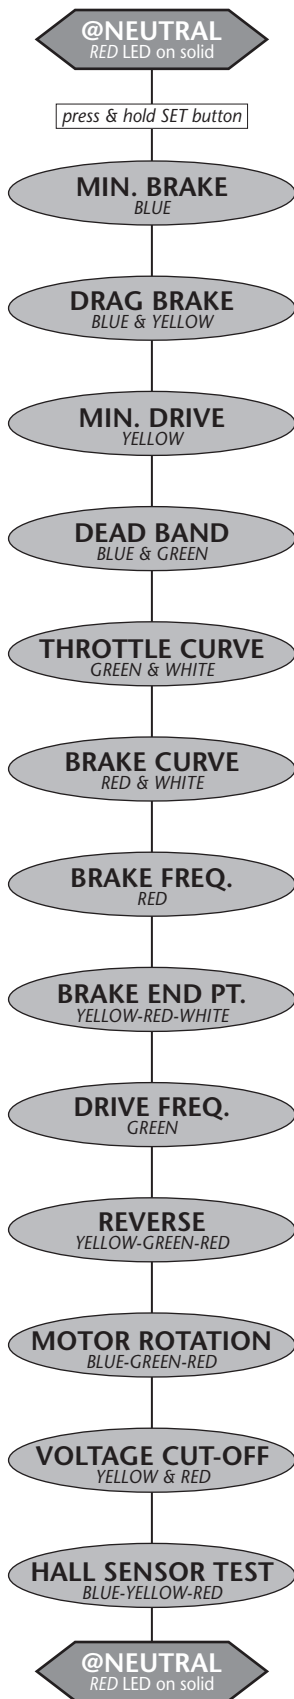 @NEUTRAL
RED LED on solid
press & hold SET button
MIN. BRAKE
BLUE
DRAG BRAKE
BLUE & YELLOW
MIN. DRIVE
YELLOW
DEAD BAND
BLUE & GREEN
THROTTLE CURVE
GREEN & WHITE
BRAKE CURVE
RED & WHITE
BRAKE FREQ.
RED
BRAKE END PT.
YELLOW-RED-WHITE
DRIVE FREQ.
GREEN
REVERSE
YELLOW-GREEN-RED
MOTOR ROTATION
BLUE-GREEN-RED
VOLTAGE CUT-OFF
YELLOW & RED
HALL SENSOR TEST
BLUE-YELLOW-RED
@NEUTRAL
RED LED on solid